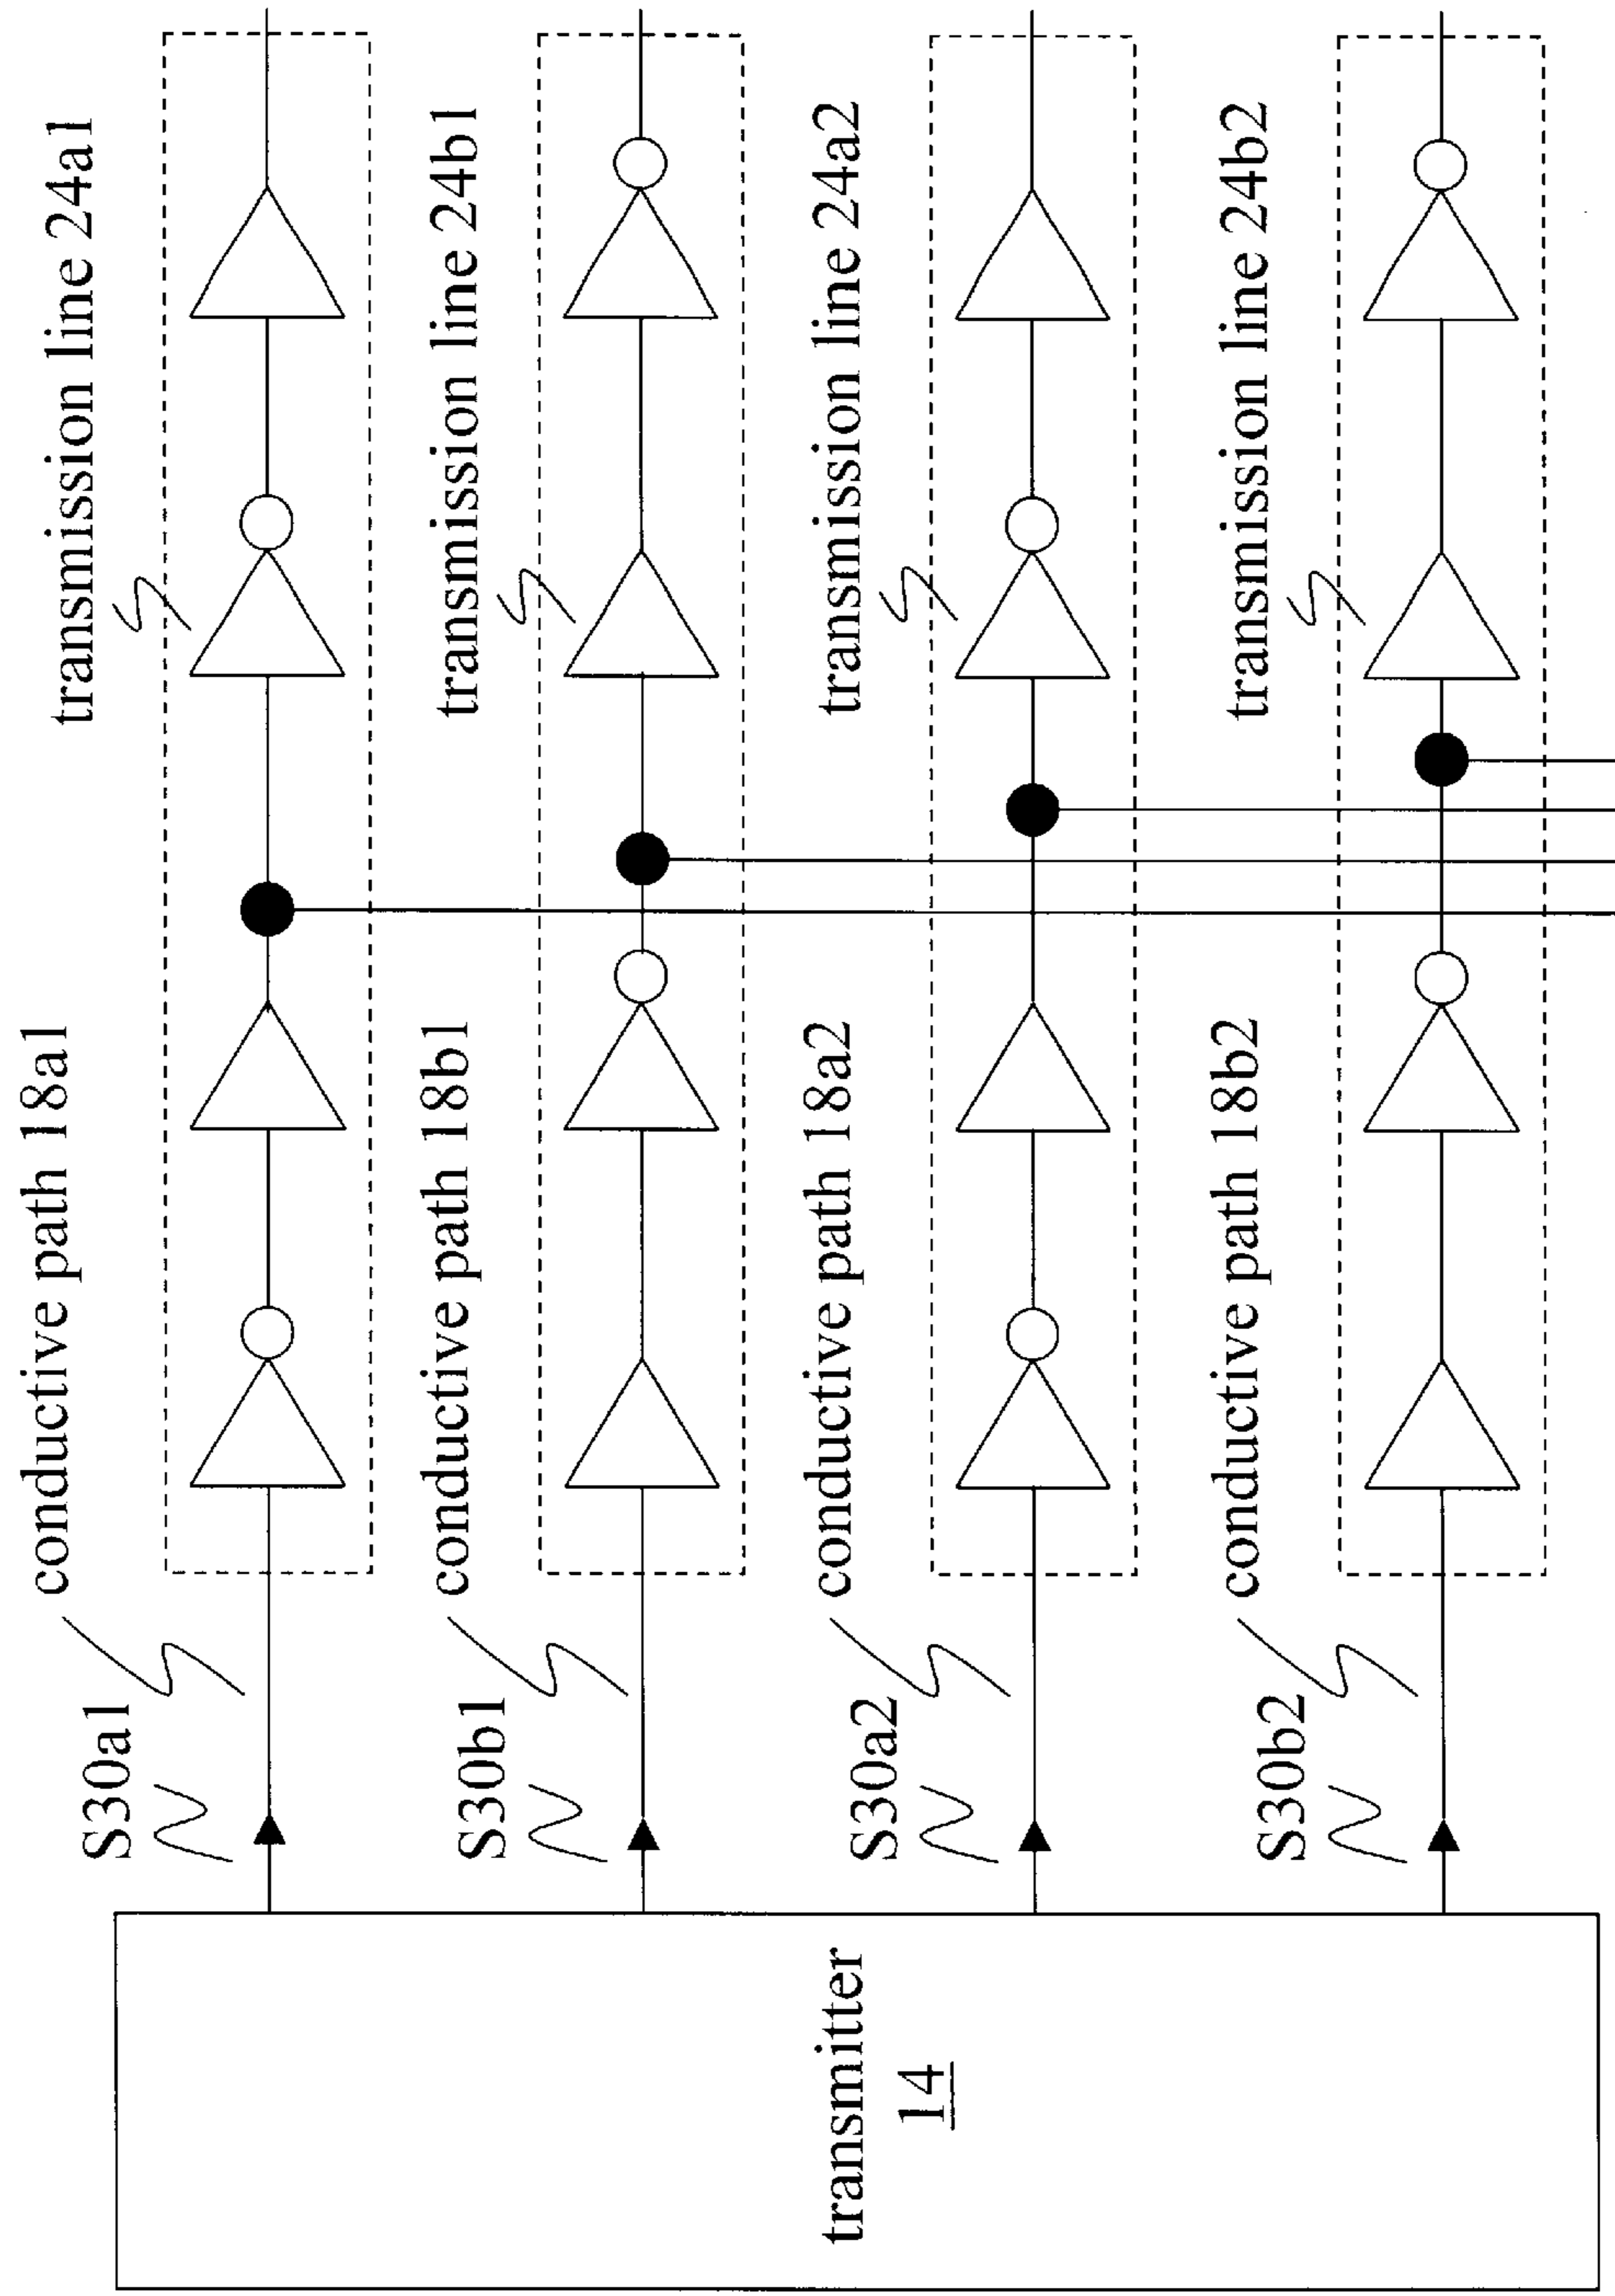 transmission line 24a1
conductive path 18a1
S30a1
transmission line 24b1
conductive path 18b1
S30b1
transmission line 24a2
conductive path 18a2
S30a2
transmission line 24b2
conductive path 18b2
S30b2
transmitter
14